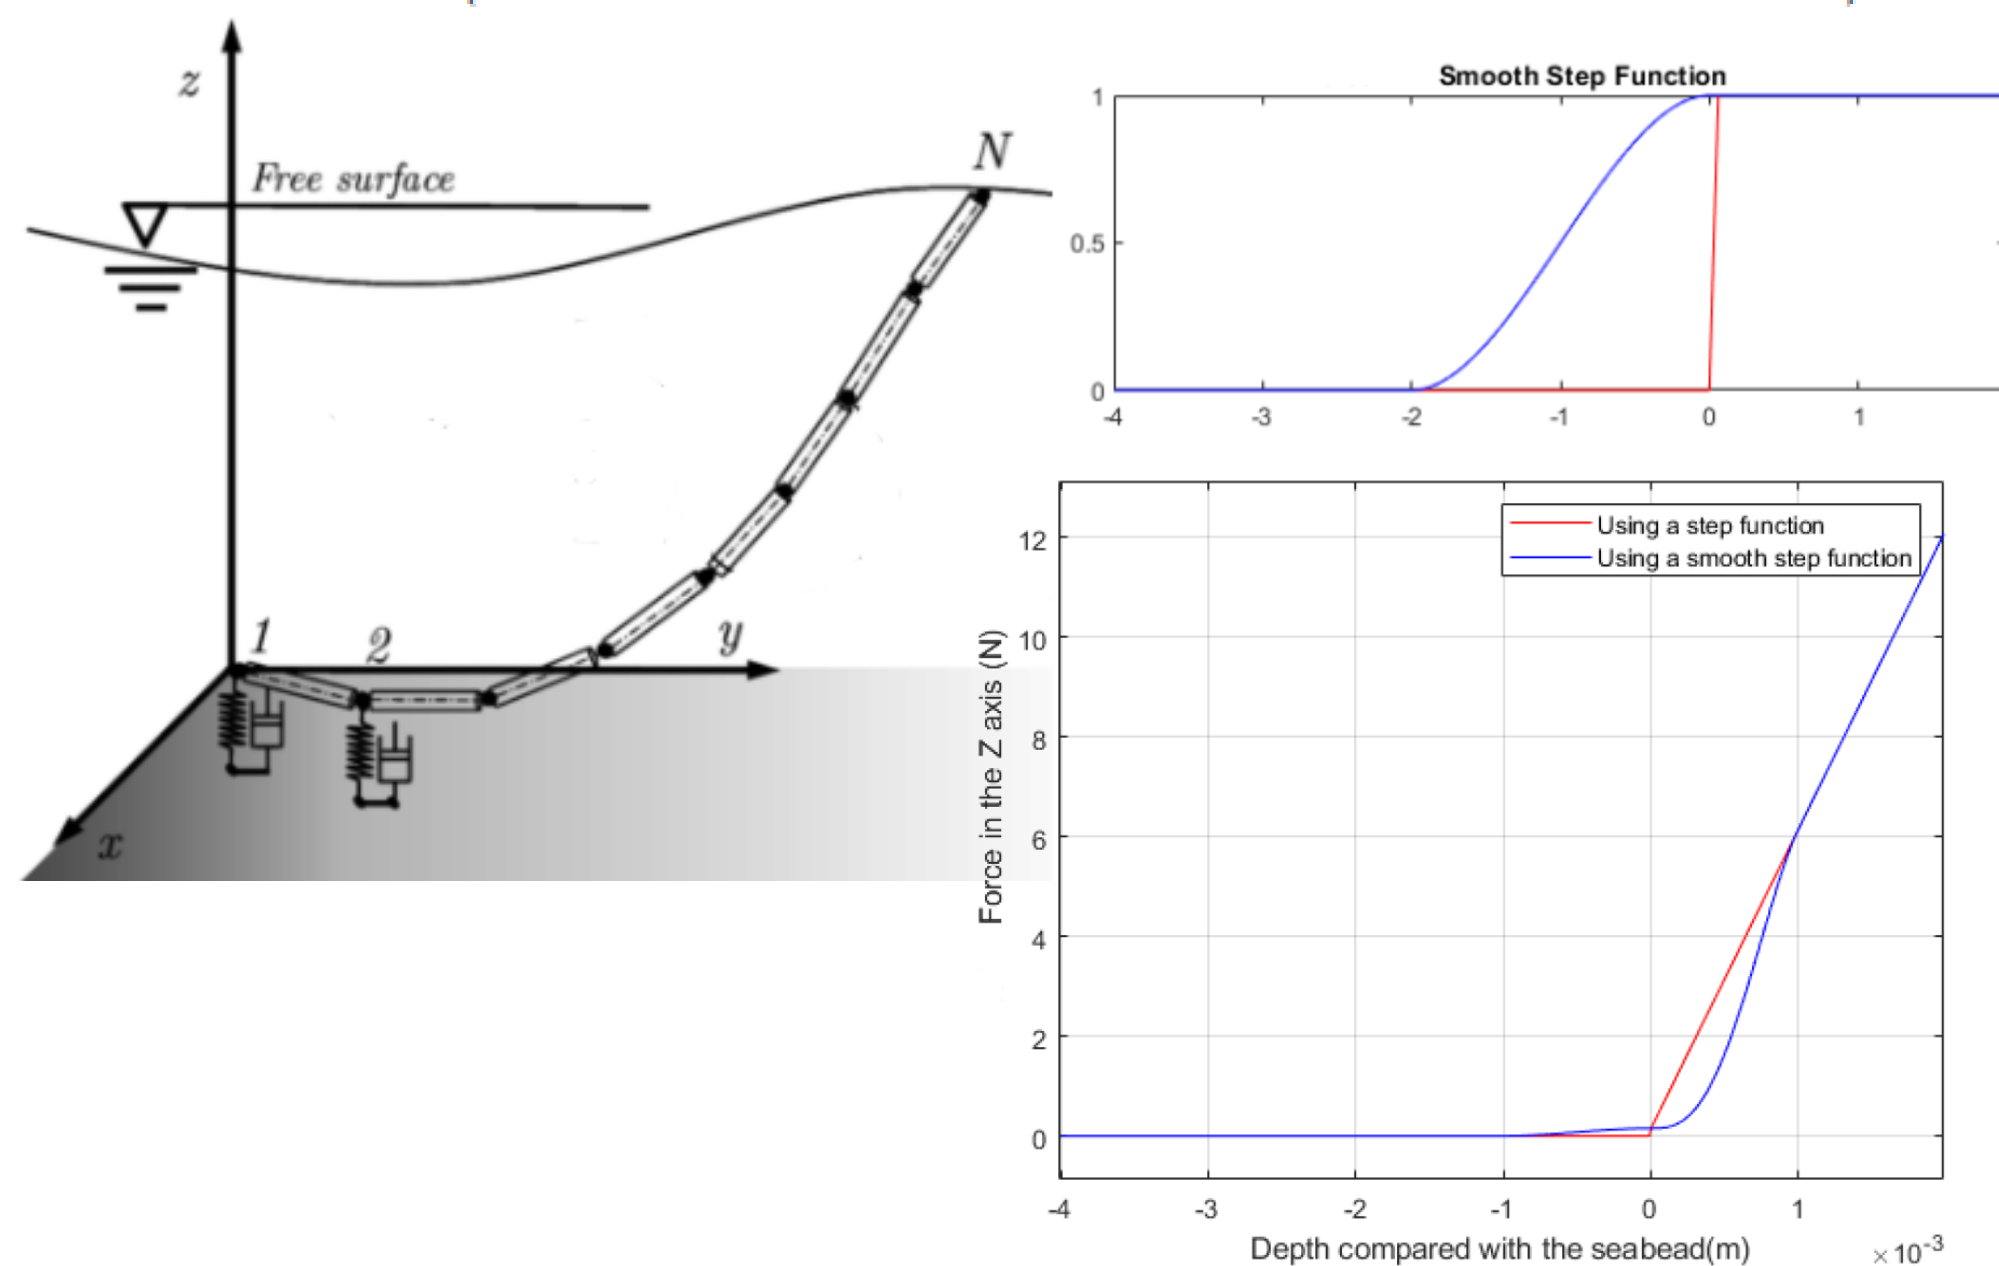 z
Free surface
N
1
2
y
x
Smooth Step Function
1
0.5
0
-4
-3
-2
-1
0
1
Using a step function
Using a smooth step function
12
10
8
6
4
2
0
Force in the Z axis (N)
-4
-3
-2
-1
0
1
Depth compared with the seabead(m)
×10-3